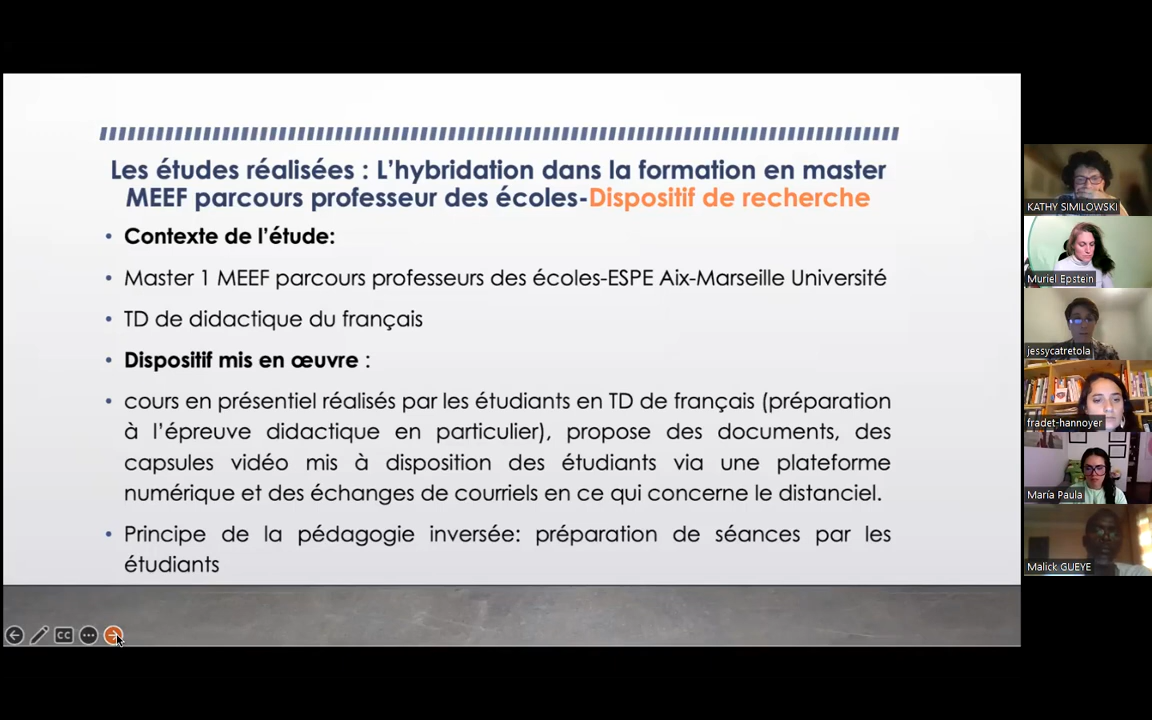 Les études réalisées : L'hybridation dans la formation en master
MEEF parcours professeur des écoles-Dispositif de recherche
• Contexte de l'étude:
• Master 1 MEEF parcours professeurs des écoles-ESPE Aix-Marseille Université
• TD de didactique du français
• Dispositif mis en œuvre :
• cours en présentiel réalisés par les étudiants en TD de français (préparation
à l'épreuve didactique en particulier), propose des documents, des
capsules vidéo mis à disposition des étudiants via une plateforme
numérique et des échanges de courriels en ce qui concerne le distanciel.
• Principe de la pédagogie inversée: préparation de séances par les
étudiants
CC
KATHY SIMILOWSKI
Muriel Epstein
jessycatretola
fradet-hannoyer
María Paula
Malick GUEYE